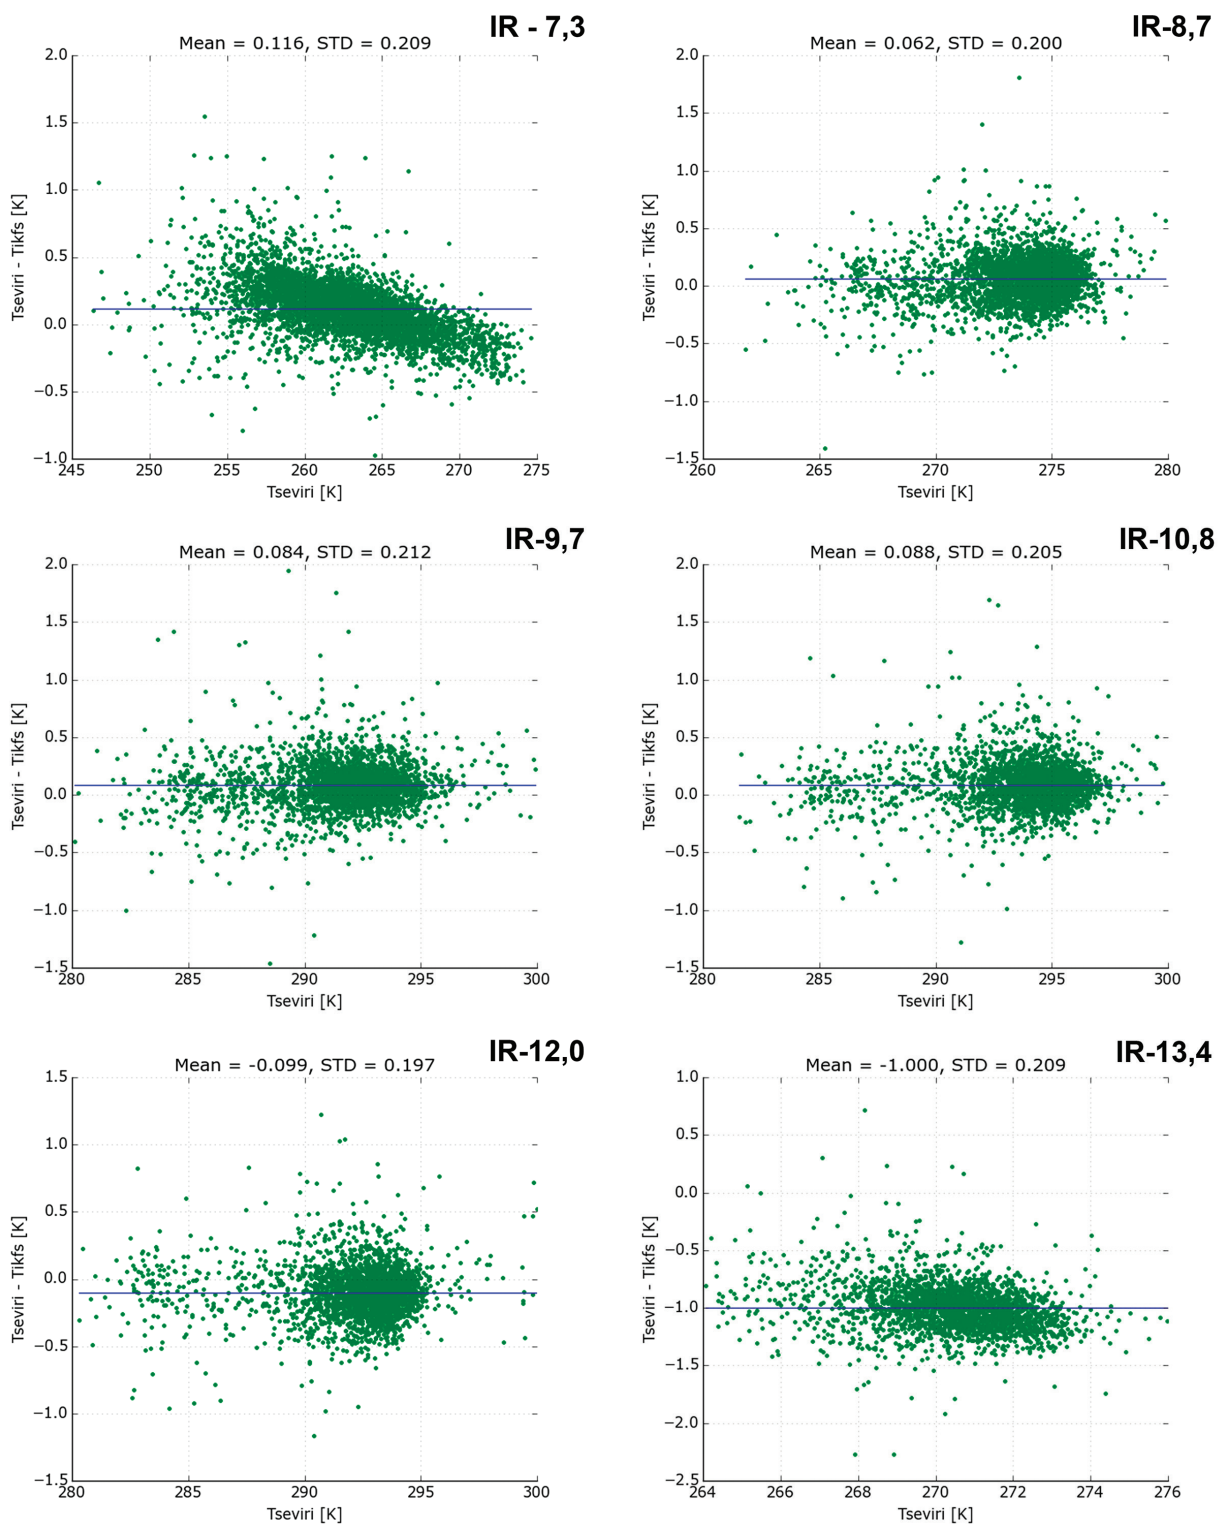 IR - 7,3
Mean = 0.116, STD = 0.209
2.0
1.5
1.0
0.5
0.0
−0.5
−1.0
Tseviri - Tikfs [K]
245 250 255 260 265 270 275
Tseviri [K]
IR-8,7
Mean = 0.062, STD = 0.200
2.0
1.5
1.0
0.5
0.0
−0.5
−1.0
−1.5
Tseviri - Tikfs [K]
260 265 270 275 280
Tseviri [K]
IR-9,7
Mean = 0.084, STD = 0.212
2.0
1.5
1.0
0.5
0.0
−0.5
−1.0
−1.5
Tseviri - Tikfs [K]
280 285 290 295 300
Tseviri [K]
IR-10,8
Mean = 0.088, STD = 0.205
2.0
1.5
1.0
0.5
0.0
−0.5
−1.0
−1.5
Tseviri - Tikfs [K]
280 285 290 295 300
Tseviri [K]
IR-12,0
Mean = -0.099, STD = 0.197
1.5
1.0
0.5
0.0
−0.5
−1.0
−1.5
Tseviri - Tikfs [K]
280 285 290 295 300
Tseviri [K]
IR-13,4
Mean = -1.000, STD = 0.209
1.0
0.5
0.0
−0.5
−1.0
−1.5
−2.0
−2.5
Tseviri - Tikfs [K]
264 266 268 270 272 274 276
Tseviri [K]